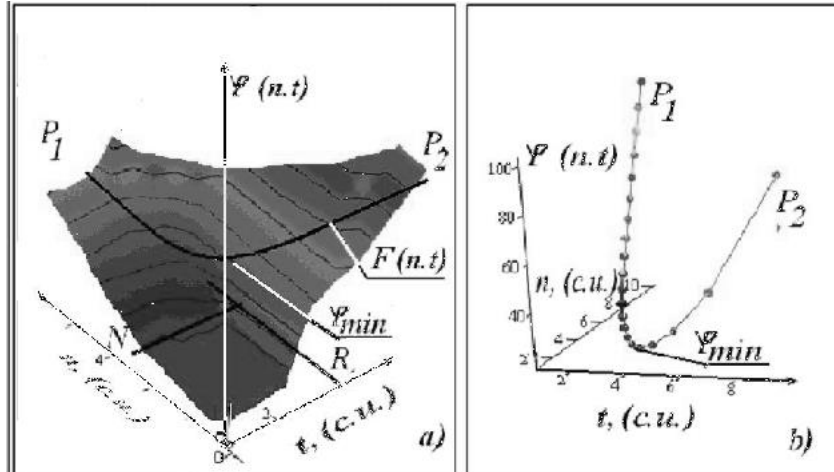 Ψ (n.t)
P1
P2
F(n.t)
Ψmin
N
R
4
2
0
t, (c.u.)
a)
P1
Ψ (n.t)
P2
100
80
60
40
n, (c.u.)
10
8
6
4
2
Ψmin
2
4
6
8
t, (c.u.)
b)